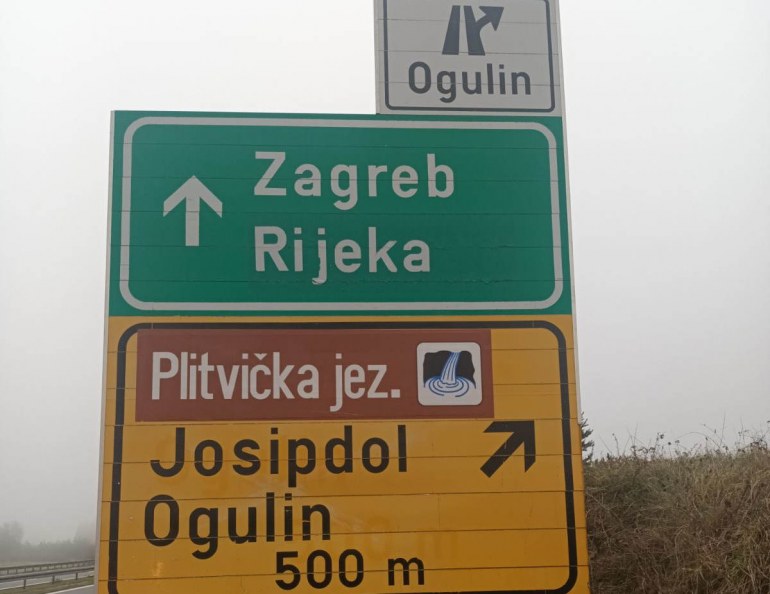 Ogulin
Zagreb
Rijeka
Plitvička jez.
Josipdol
Ogulin
500 m